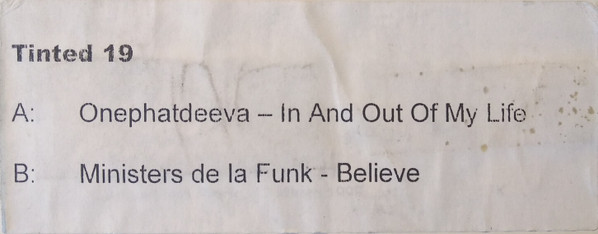 Tinted 19
A: Onephatdeeva – In And Out Of My Life
B: Ministers de la Funk - Believe